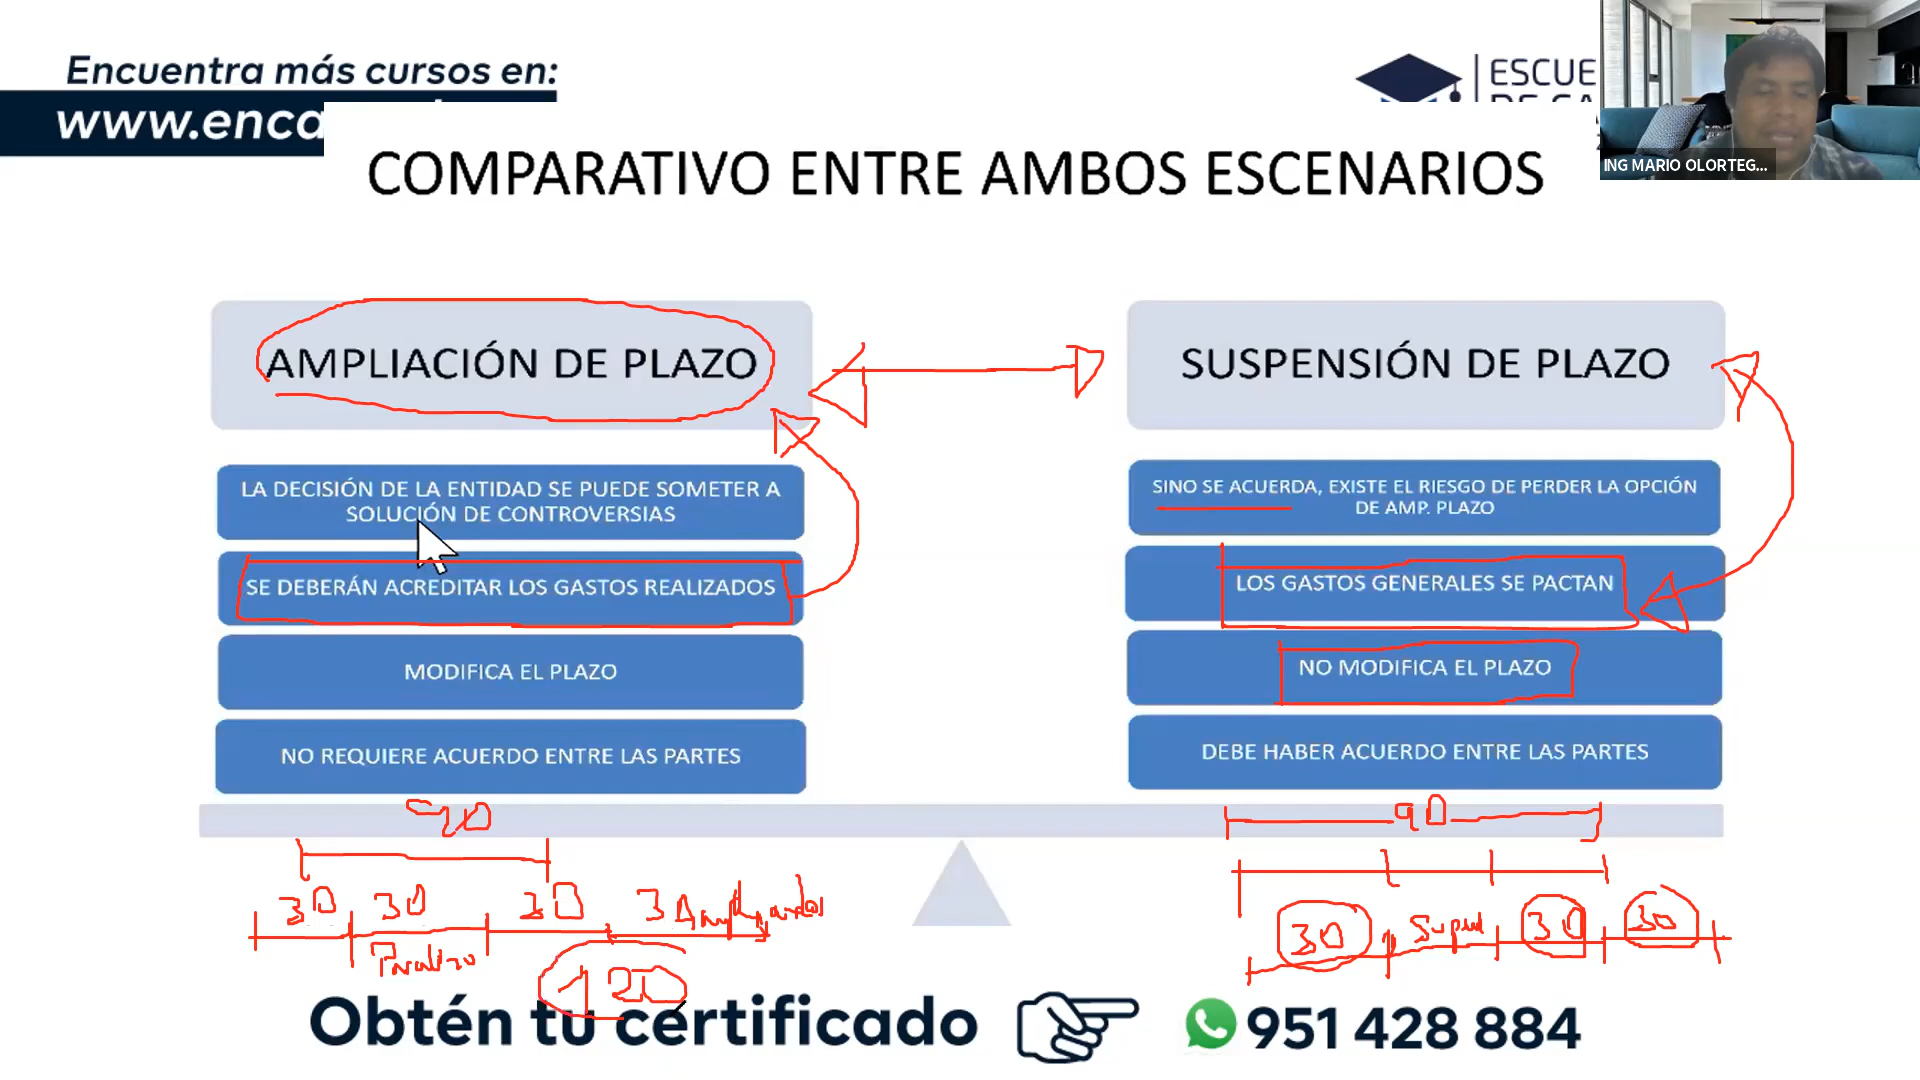 Encuentra más cursos en:
www.enca
ESCUE
ING MARIO OLORTEG...
COMPARATIVO ENTRE AMBOS ESCENARIOS
AMPLIACIÓN DE PLAZO
LA DECISIÓN DE LA ENTIDAD SE PUEDE SOMETER A
SOLUCIÓN DE CONTROVERSIAS
SE DEBERÁN ACREDITAR LOS GASTOS REALIZADOS
MODIFICA EL PLAZO
NO REQUIERE ACUERDO ENTRE LAS PARTES
SUSPENSIÓN DE PLAZO
SINO SE ACUERDA, EXISTE EL RIESGO DE PERDER LA OPCIÓN
DE AMP. PLAZO
LOS GASTOS GENERALES SE PACTAN
NO MODIFICA EL PLAZO
DEBE HABER ACUERDO ENTRE LAS PARTES
90
30 30 30
120
90
30 30 30
Obtén tu certificado
951 428 884